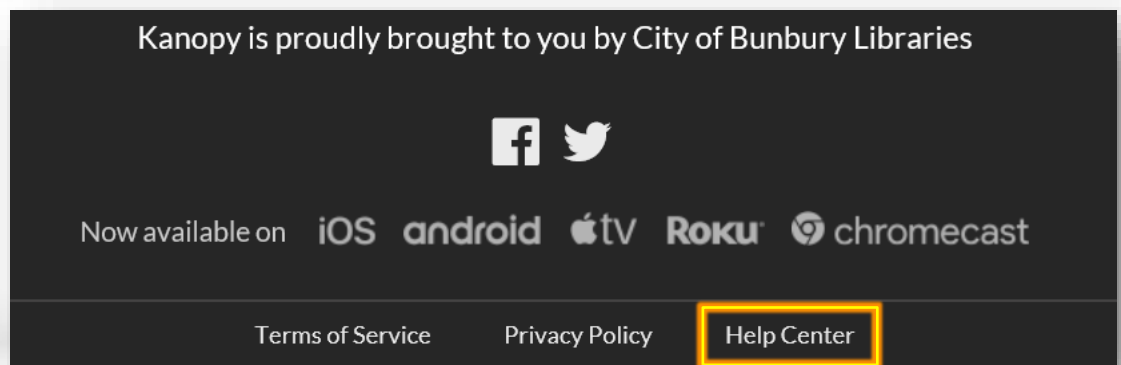 Kanopy is proudly brought to you by City of Bunbury Libraries
Now available on iOS android tv Roku chromecast
Terms of Service Privacy Policy Help Center